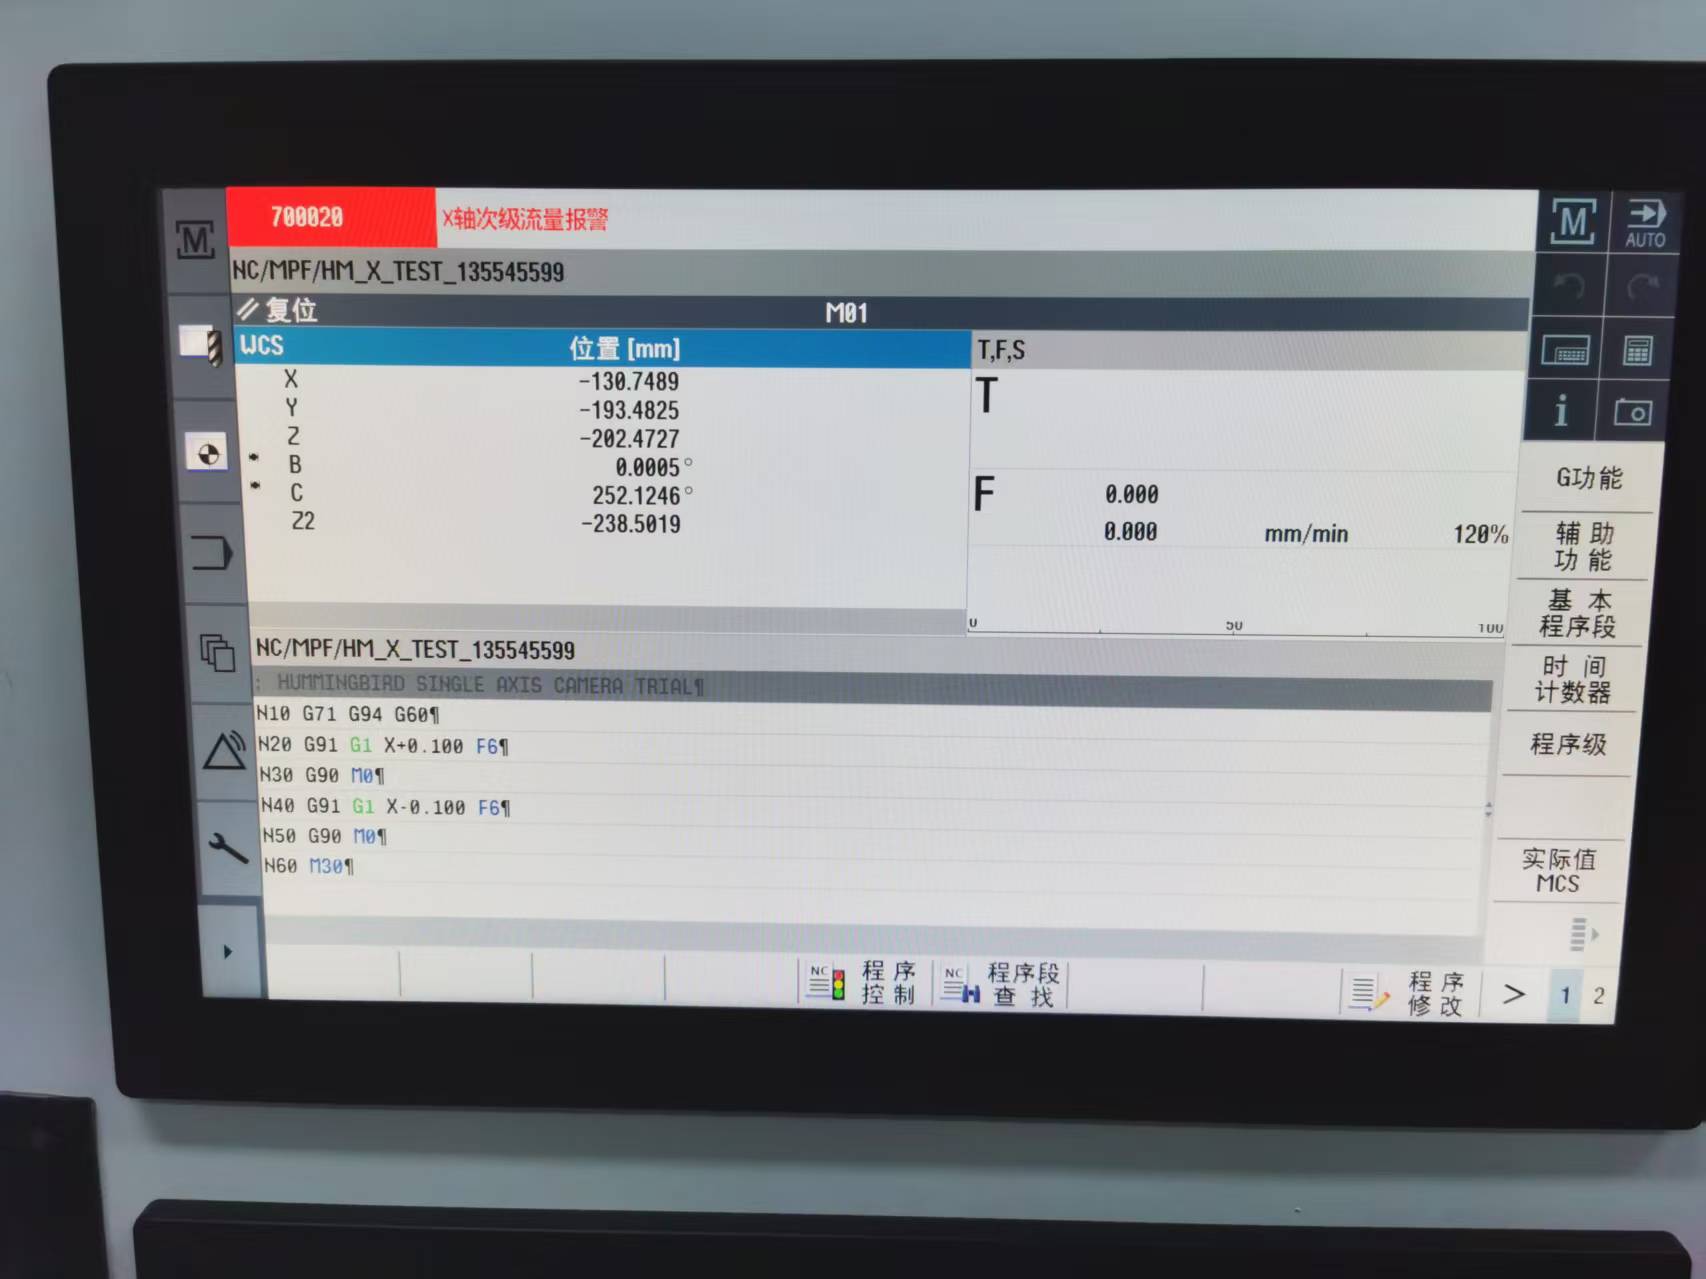 700020 X轴次级流量报警
M
AUTO
NC/MPF/HM_X_TEST_135545599
复位 M01
WCS 位置 [mm] T,F,S
X -130.7489
Y -193.4825
Z -202.4727
B 0.0005°
C 252.1246°
Z2 -238.5019
T
F 0.000
0.000 mm/min 120%
0 50 100
NC/MPF/HM_X_TEST_135545599
; HUMMINGBIRD SINGLE AXIS CAMERA TRIAL¶
N10 G71 G94 G60¶
N20 G91 G1 X+0.100 F6¶
N30 G90 M0¶
N40 G91 G1 X-0.100 F6¶
N50 G90 M0¶
N60 M30¶
M
i
G功能
辅 助
功 能
基 本
程序段
时 间
计数器
程序级
实际值
MCS
NC 程 序
控 制
NC 程序段
查 找
程 序
修 改
> 1 2